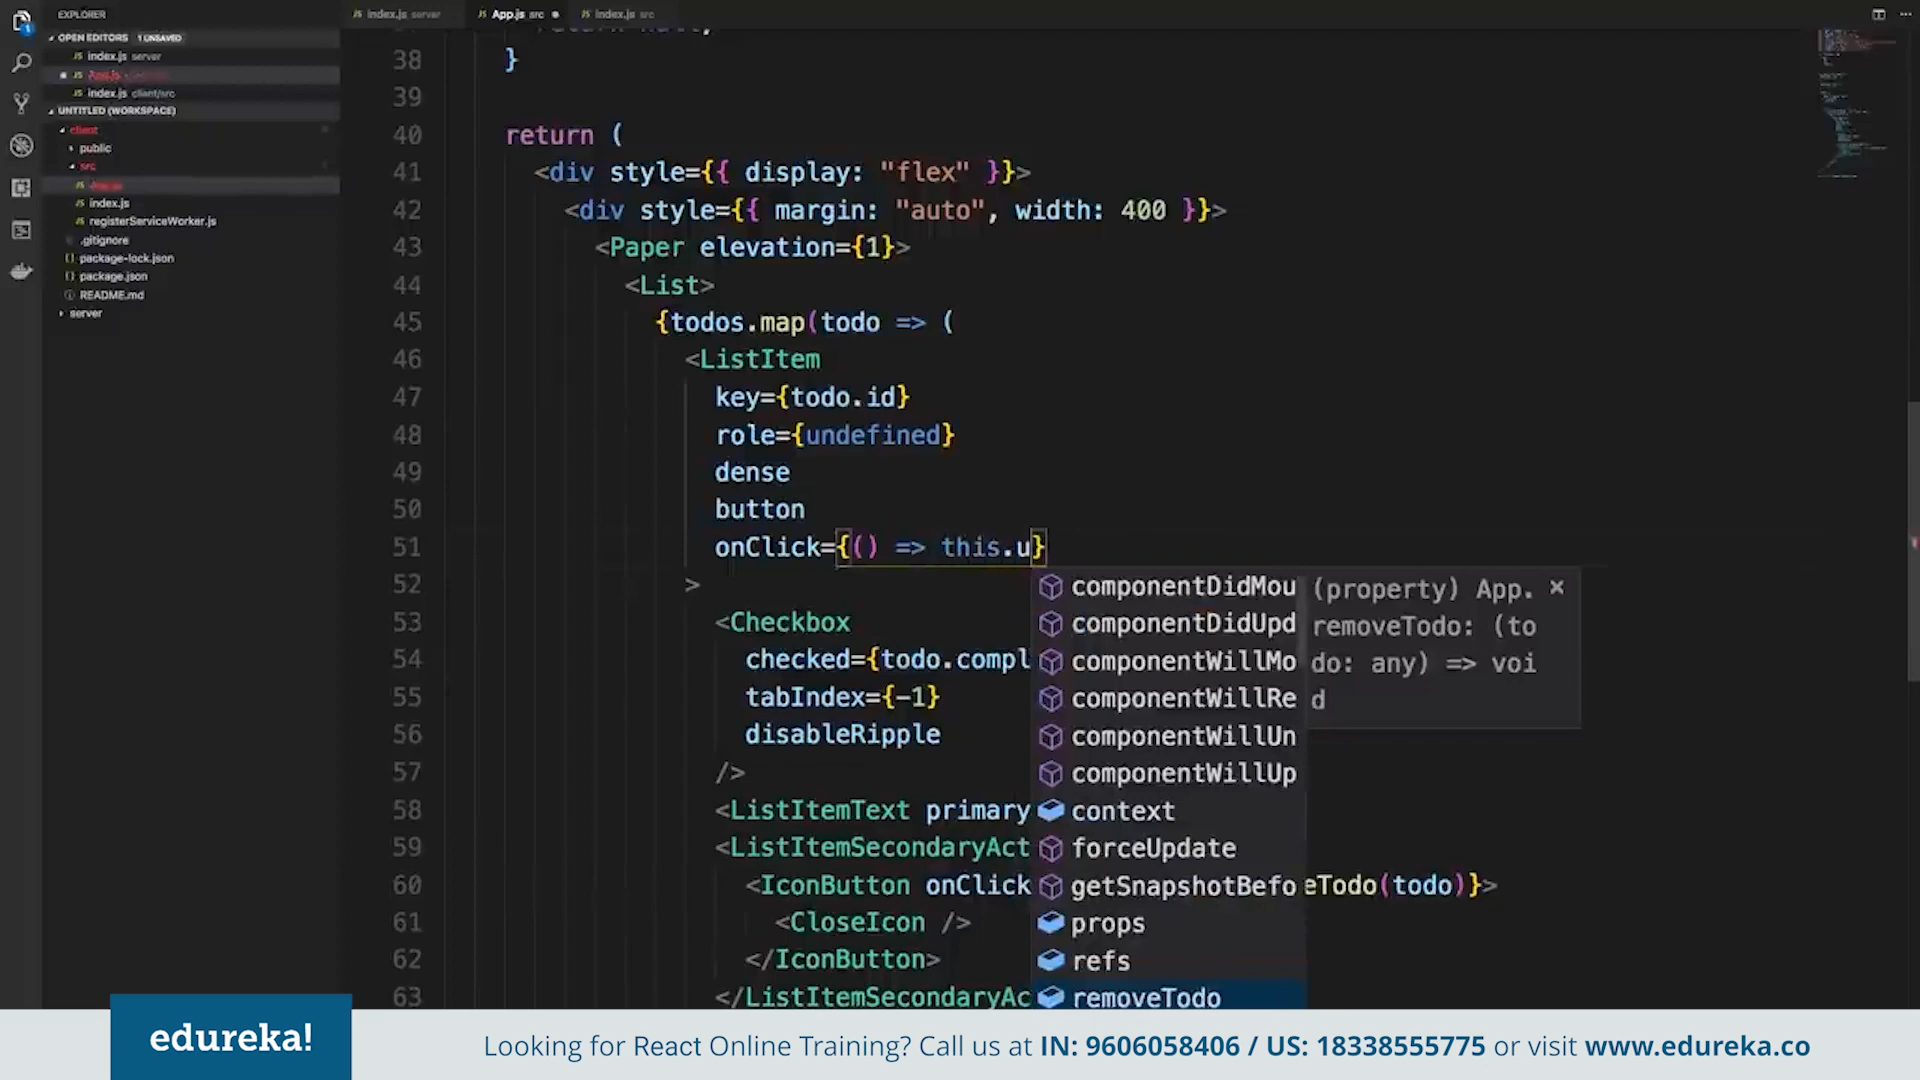 EXPLORER
OPEN EDITORS 1 UNSAVED
index.js server
App.js
index.js client/src
UNTITLED (WORKSPACE)
client
public
src
App.js
index.js
registerServiceWorker.js
.gitignore
package-lock.json
package.json
README.md
server
index.js server
App.js src
index.js src
38 }
39
40 return (
41 <div style={{ display: "flex" }}>
42 <div style={{ margin: "auto", width: 400 }}>
43 <Paper elevation={1}>
44 <List>
45 {todos.map(todo => (
46 <ListItem
47 key={todo.id}
48 role={undefined}
49 dense
50 button
51 onClick={() => this.u}
52 >
53 <Checkbox
54 checked={todo.compl
55 tabIndex={-1}
56 disableRipple
57 />
58 <ListItemText primary
59 <ListItemSecondaryAct
60 <IconButton onClick eTodo(todo)}>
61 <CloseIcon />
62 </IconButton>
63 </ListItemSecondaryAc
componentDidMou
componentDidUpd
componentWillMo
componentWillRe
componentWillUn
componentWillUp
context
forceUpdate
getSnapshotBefo
props
refs
removeTodo
(property) App.
removeTodo: (to
do: any) => voi
d
edureka!
Looking for React Online Training? Call us at IN: 9606058406 / US: 18338555775 or visit www.edureka.co